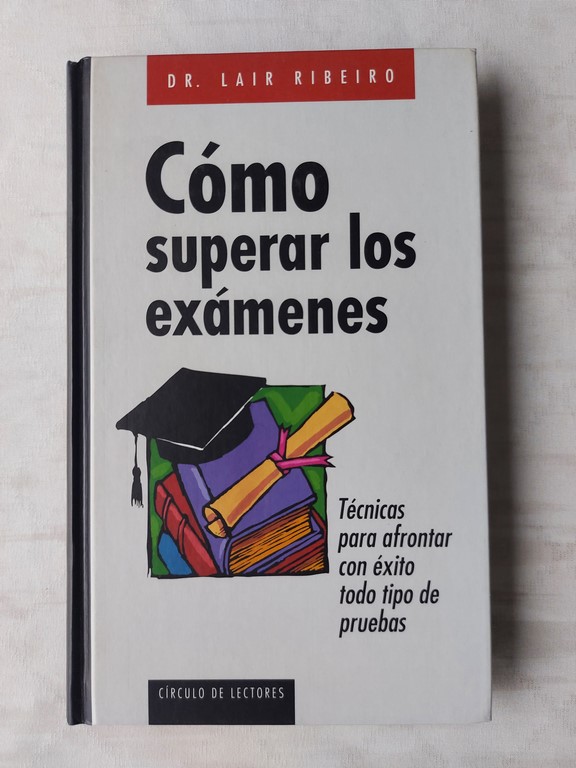 DR. LAIR RIBEIRO
Cómo
superar los
exámenes
Técnicas
para afrontar
con éxito
todo tipo de
pruebas
CÍRCULO DE LECTORES